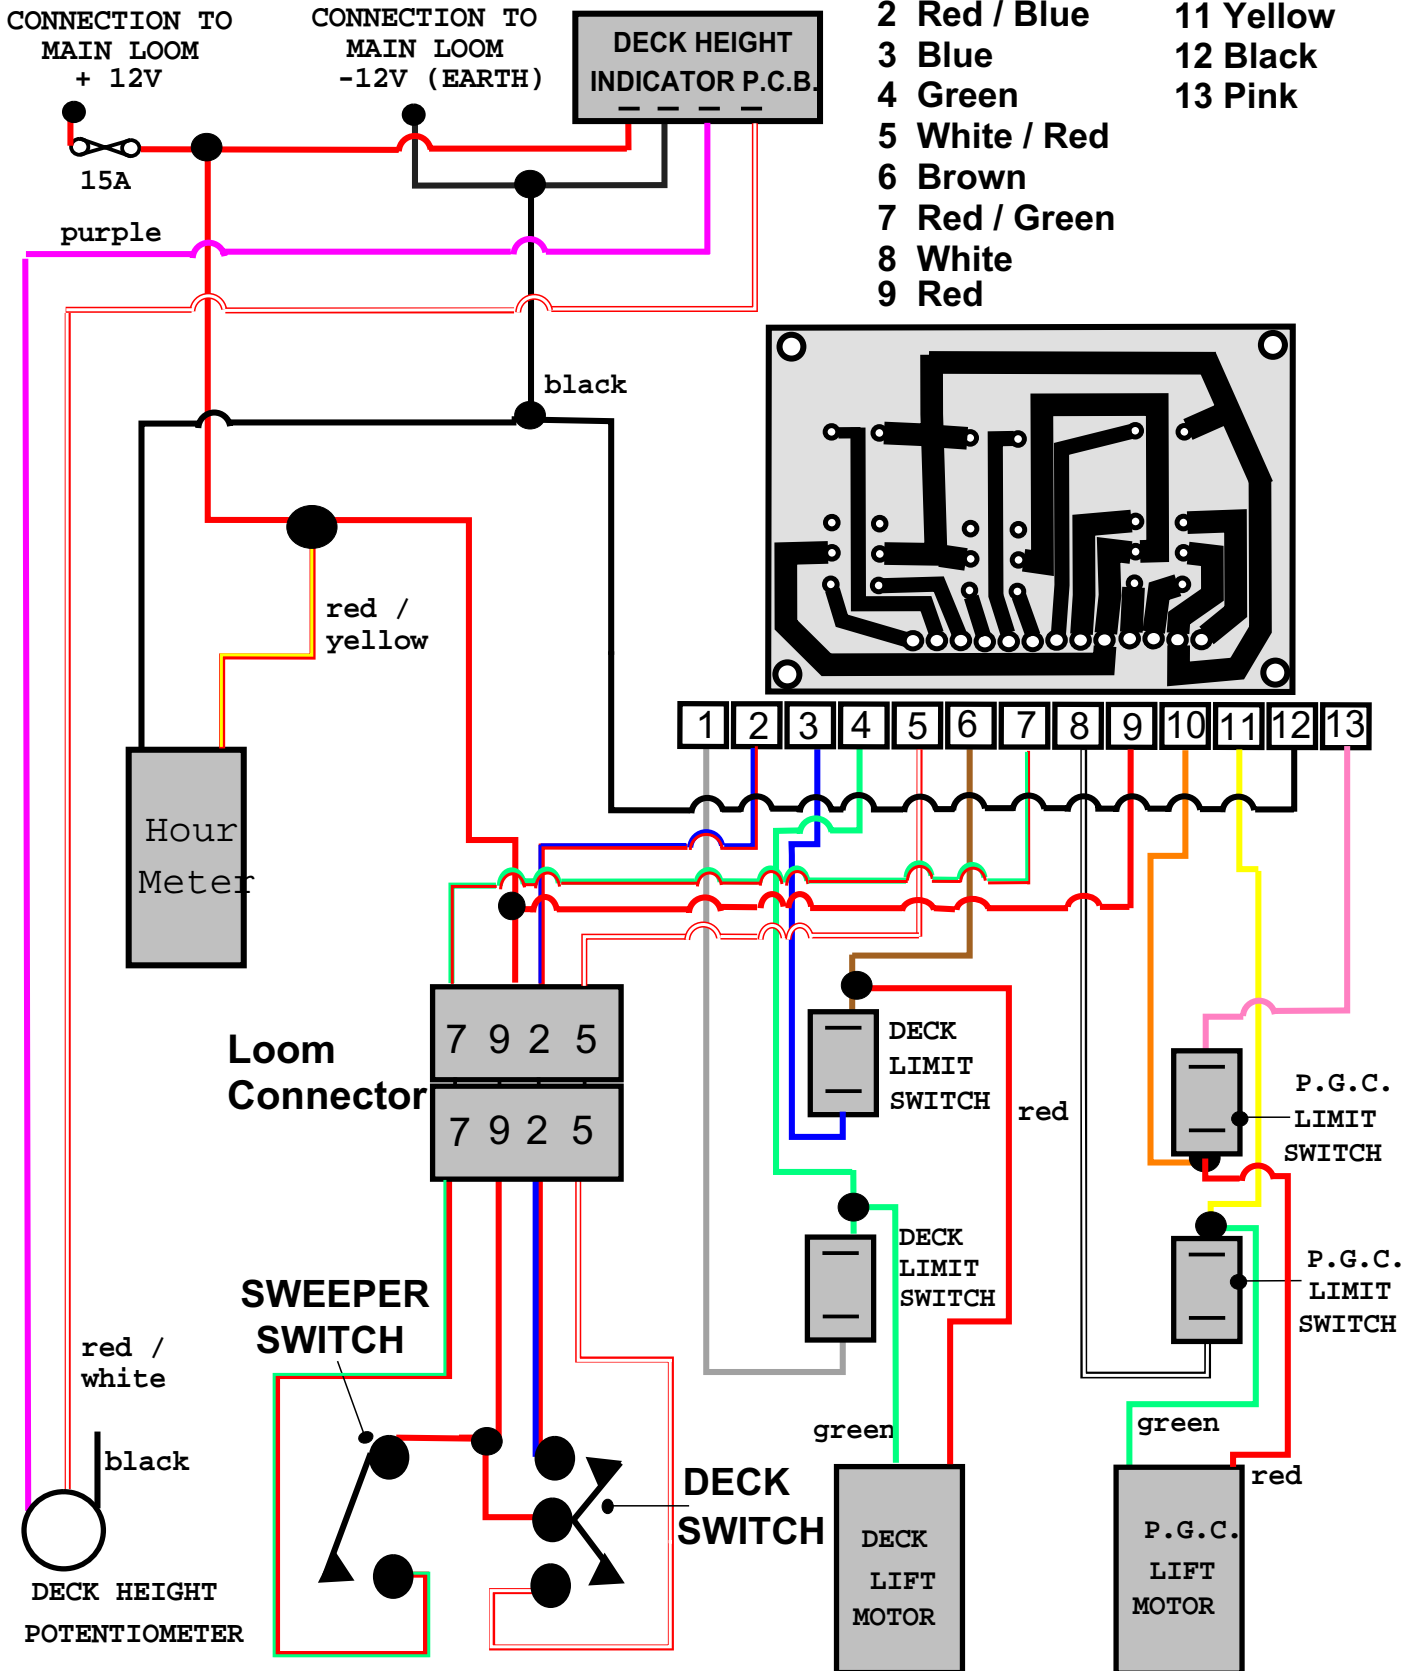 CONNECTION TO
MAIN LOOM
+ 12V
CONNECTION TO
MAIN LOOM
-12V (EARTH)
DECK HEIGHT
INDICATOR P.C.B.
2 Red / Blue
3 Blue
4 Green
5 White / Red
6 Brown
7 Red / Green
8 White
9 Red
11 Yellow
12 Black
13 Pink
15A
purple
black
red /
yellow
1 2 3 4 5 6 7 8 9 10 11 12 13
Hour
Meter
Loom
Connector
7 9 2 5
7 9 2 5
DECK
LIMIT
SWITCH
red
P.G.C.
LIMIT
SWITCH
DECK
LIMIT
SWITCH
P.G.C.
LIMIT
SWITCH
SWEEPER
SWITCH
red /
white
black
DECK HEIGHT
POTENTIOMETER
DECK
SWITCH
green
DECK
LIFT
MOTOR
green
red
P.G.C.
LIFT
MOTOR